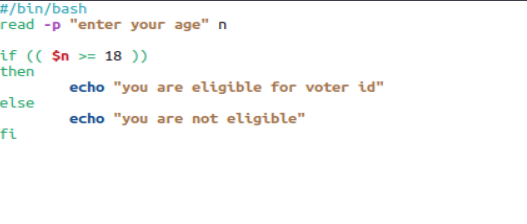 #/bin/bash
read -p "enter your age" n
if (( $n >= 18 ))
then
echo "you are eligible for voter id"
else
echo "you are not eligible"
fi